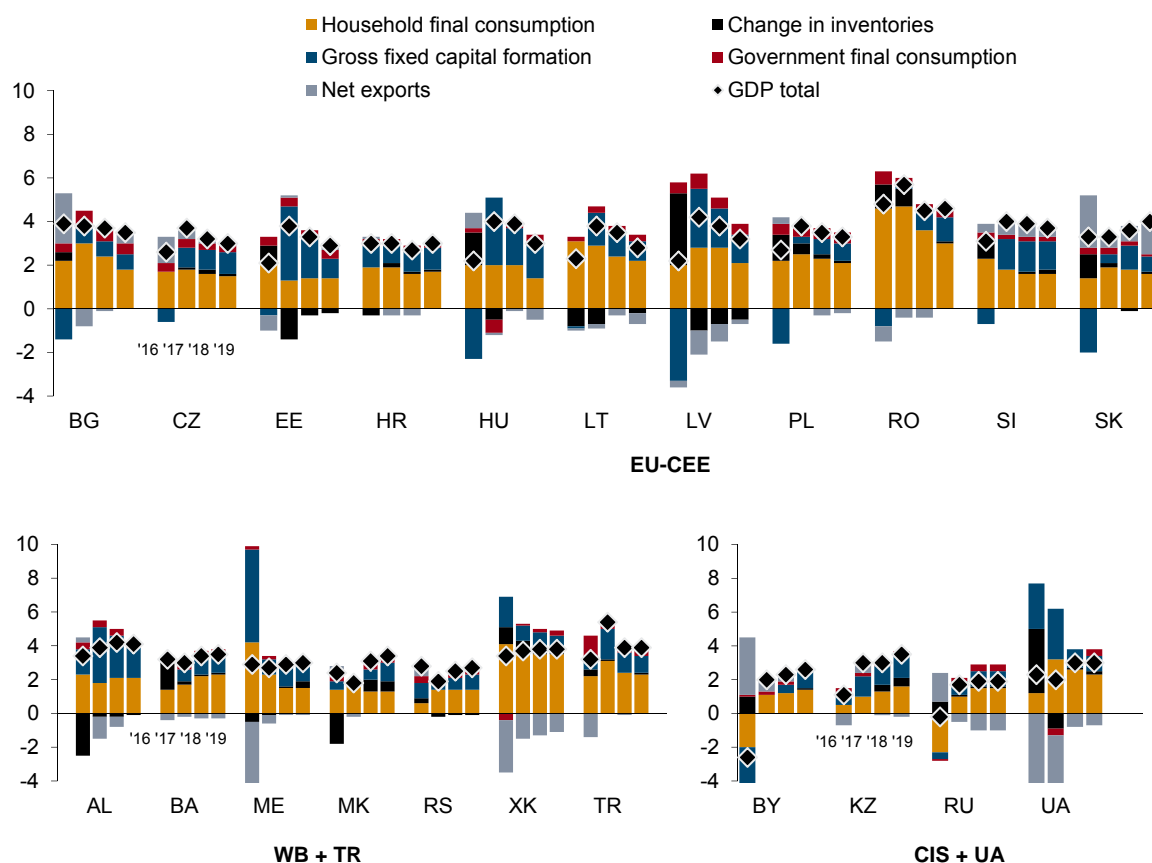 Household final consumption
Change in inventories
Gross fixed capital formation
Government final consumption
Net exports
GDP total
10
8
6
4
2
0
-2
-4
'16 '17 '18 '19
BG CZ EE HR HU LT LV PL RO SI SK
EU-CEE
10
8
6
4
2
0
-2
-4
'16 '17 '18 '19
AL BA ME MK RS XK TR
WB + TR
10
8
6
4
2
0
-2
-4
'16 '17 '18 '19
BY KZ RU UA
CIS + UA